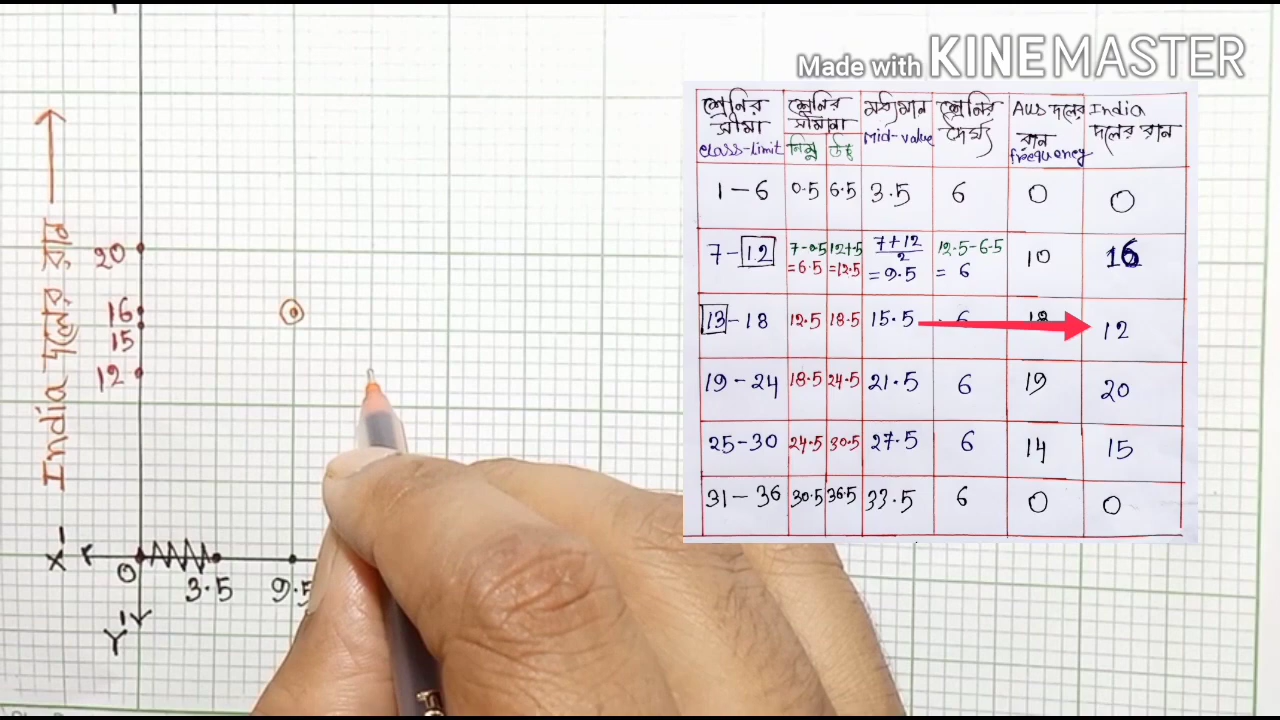 Made with KINEMASTER
শ্রেণির সীমা class-limit
শ্রেণির সীমানা
নিম্ন উচ্চ
মধ্যমান Mid-value
শ্রেণির দৈর্ঘ্য
Aus দলের রান frequency
India দলের রান
1-6 0.5 6.5 3.5 6 0 0
7-12 7-0.5 =6.5 12+.5 =12.5 7+12/2 =9.5 12.5-6.5 = 6 10 16
13-18 12.5 18.5 15.5 12
19-24 18.5 24.5 21.5 6 19 20
25-30 24.5 30.5 27.5 6 14 15
31-36 30.5 36.5 33.5 6 0 0
India দলের রান
20
16
15
12
X'
0
3.5 9.5
Y'